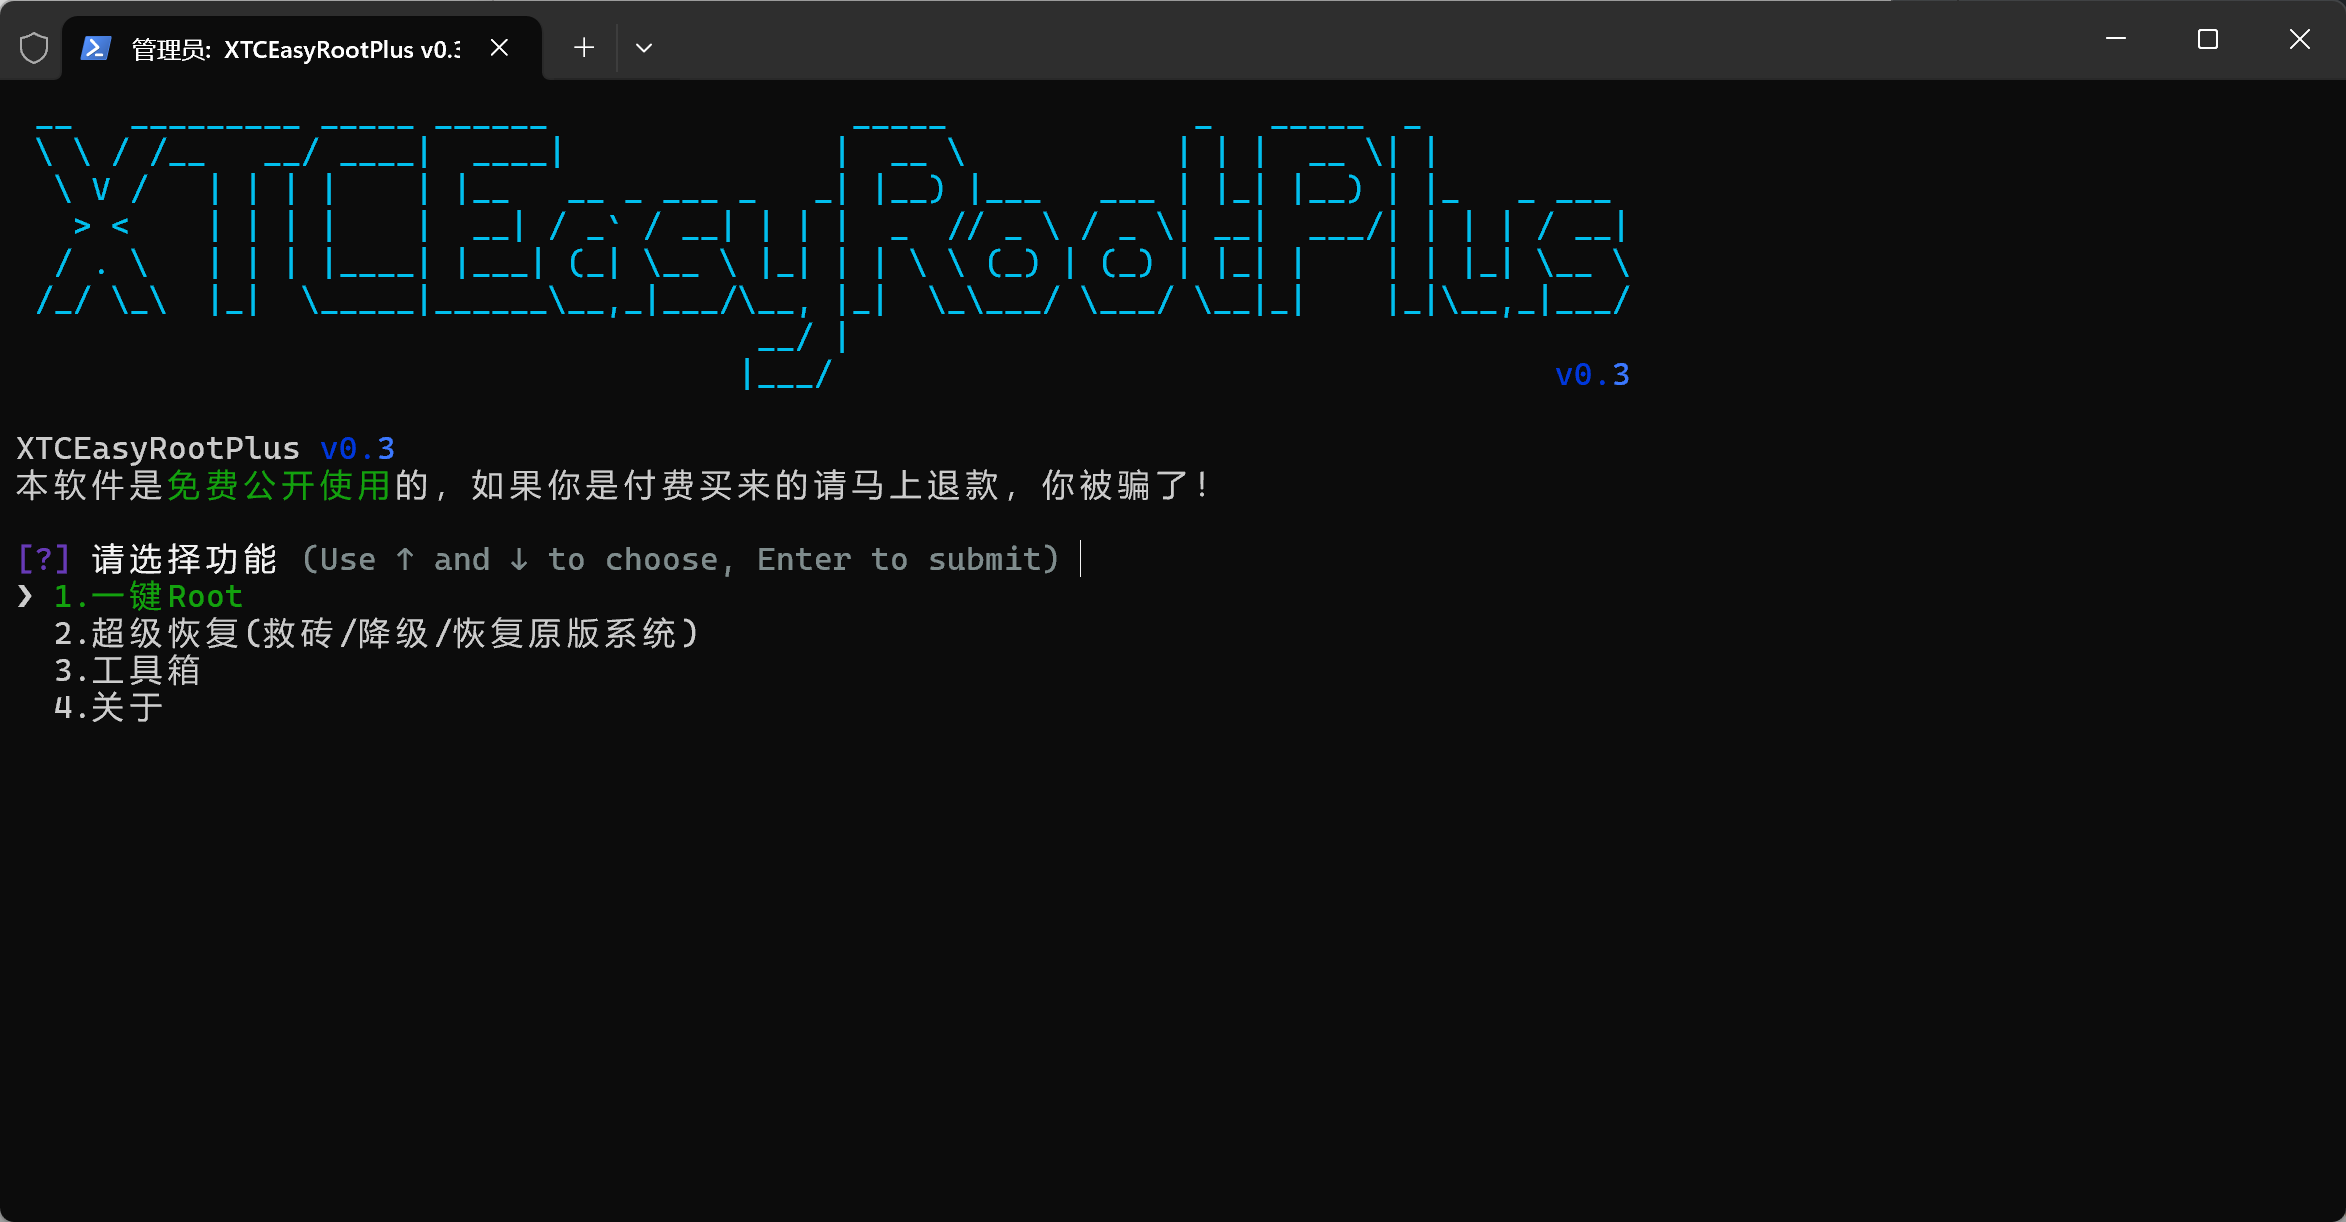 管理员: XTCEasyRootPlus v0.3
XTCEasyRootPlus
v0.3
XTCEasyRootPlus v0.3
本软件是免费公开使用的，如果你是付费买来的请马上退款，你被骗了！
[?] 请选择功能 (Use ↑ and ↓ to choose, Enter to submit)
❯ 1.一键Root
2.超级恢复(救砖/降级/恢复原版系统)
3.工具箱
4.关于